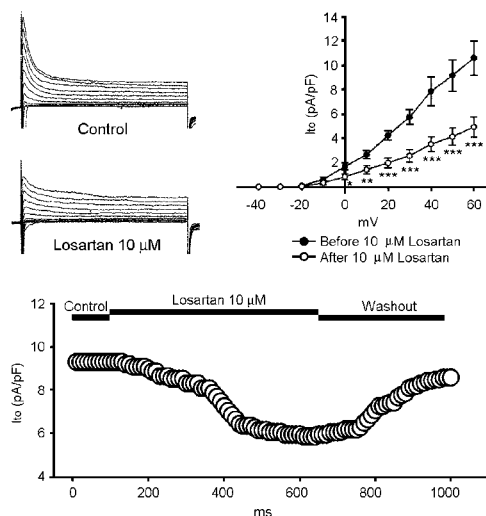 Control
Losartan 10 µM
Ito (pA/pF)
14
12
10
8
6
4
2
-40 -20 0 20 40 60
mV
* ** *** *** *** *** ***
Before 10 µM Losartan
After 10 µM Losartan
Control Losartan 10 µM Washout
Ito (pA/pF)
12
10
8
6
4
0 200 400 600 800 1000
ms